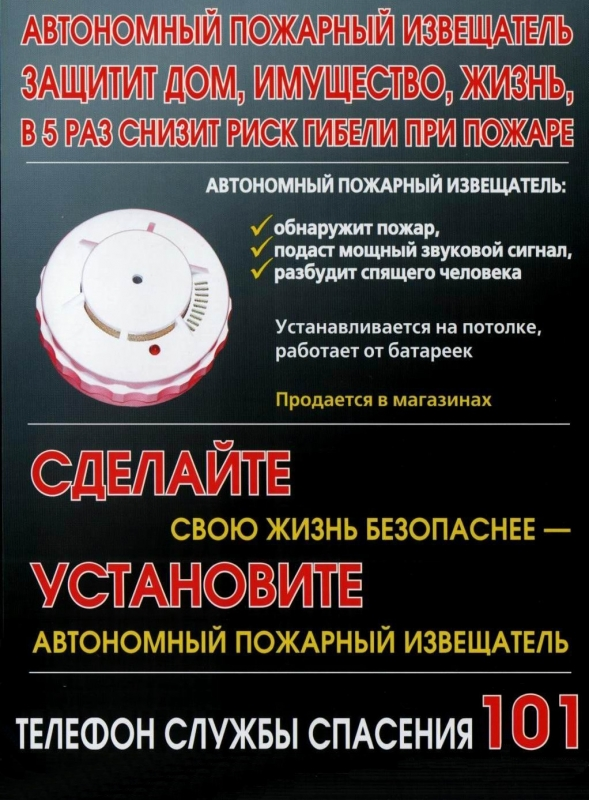 АВТОНОМНЫЙ ПОЖАРНЫЙ ИЗВЕЩАТЕЛЬ
ЗАЩИТИТ ДОМ, ИМУЩЕСТВО, ЖИЗНЬ,
В 5 РАЗ СНИЗИТ РИСК ГИБЕЛИ ПРИ ПОЖАРЕ
АВТОНОМНЫЙ ПОЖАРНЫЙ ИЗВЕЩАТЕЛЬ:
обнаружит пожар,
подаст мощный звуковой сигнал,
разбудит спящего человека
Устанавливается на потолке,
работает от батареек
Продается в магазинах
СДЕЛАЙТЕ
СВОЮ ЖИЗНЬ БЕЗОПАСНЕЕ —
УСТАНОВИТЕ
АВТОНОМНЫЙ ПОЖАРНЫЙ ИЗВЕЩАТЕЛЬ
ТЕЛЕФОН СЛУЖБЫ СПАСЕНИЯ 101